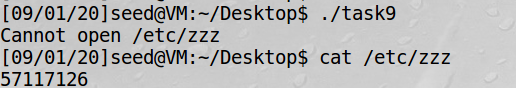 [09/01/20]seed@VM:~/Desktop$ ./task9
Cannot open /etc/zzz
[09/01/20]seed@VM:~/Desktop$ cat /etc/zzz
57117126